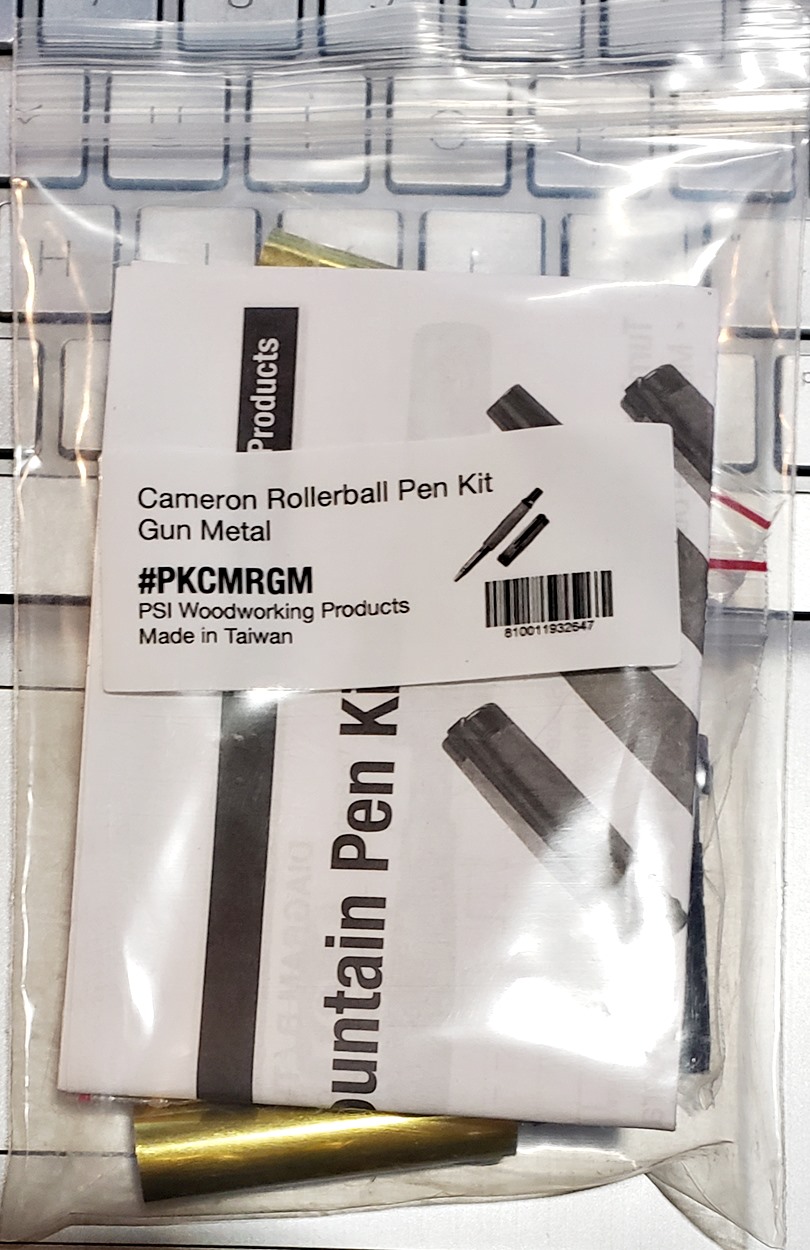 Products
Cameron Rollerball Pen Kit
Gun Metal
#PKCMRGM
PSI Woodworking Products
Made in Taiwan
810011932647
ountain Pen Ki
H